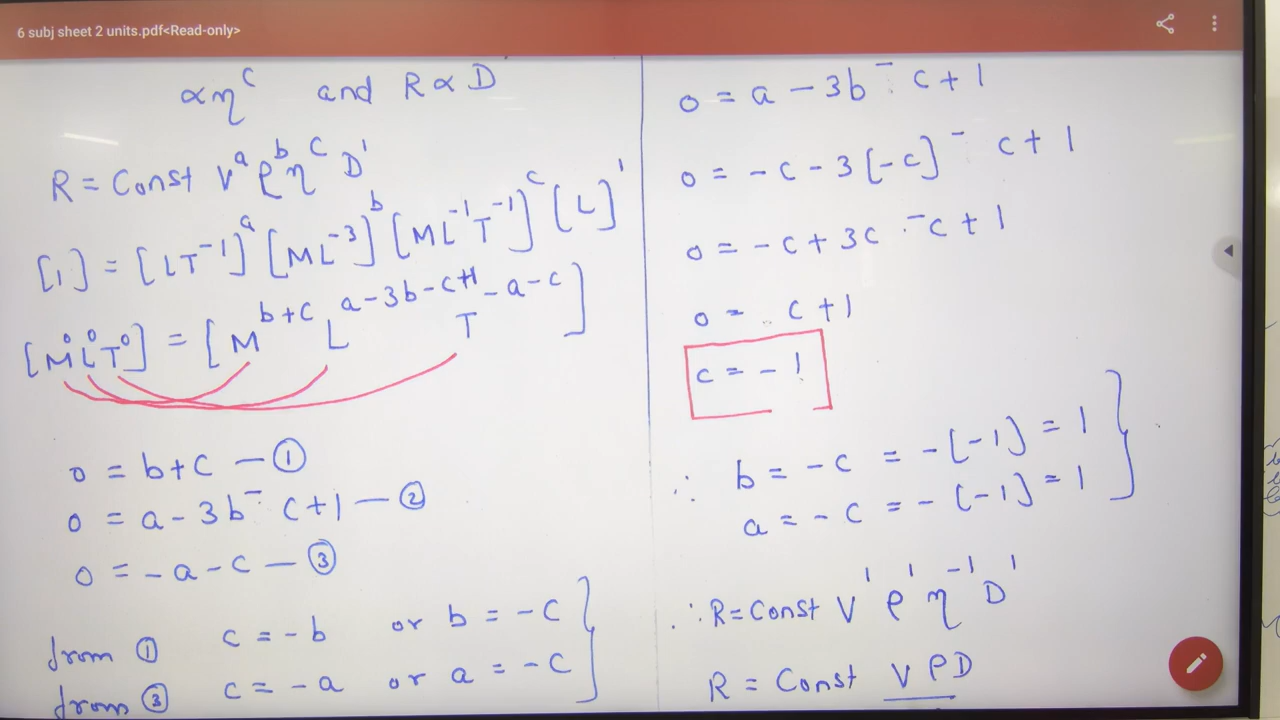 6 subj sheet 2 units.pdf<Read-only>
∝η^c and R ∝ D
R = Const V^a ρ^b η^c D^1
[1] = [LT^-1]^a [ML^-3]^b [ML^-1 T^-1]^c [L]^1
[M^0 L^0 T^0] = [M^b+c L^a-3b-c+1 T^-a-c]
0 = b+c — ①
0 = a - 3b - c+1 — ②
0 = -a - c — ③
from ① c = -b or b = -c }
from ③ c = -a or a = -c
0 = a - 3b - c + 1
0 = -c - 3[-c] - c + 1
0 = -c + 3c - c + 1
0 = c + 1
c = -1
∴ b = -c = -[-1] = 1 }
a = -c = -(-1] = 1
∴ R = Const V^1 ρ^1 η^-1 D^1
R = Const VρD